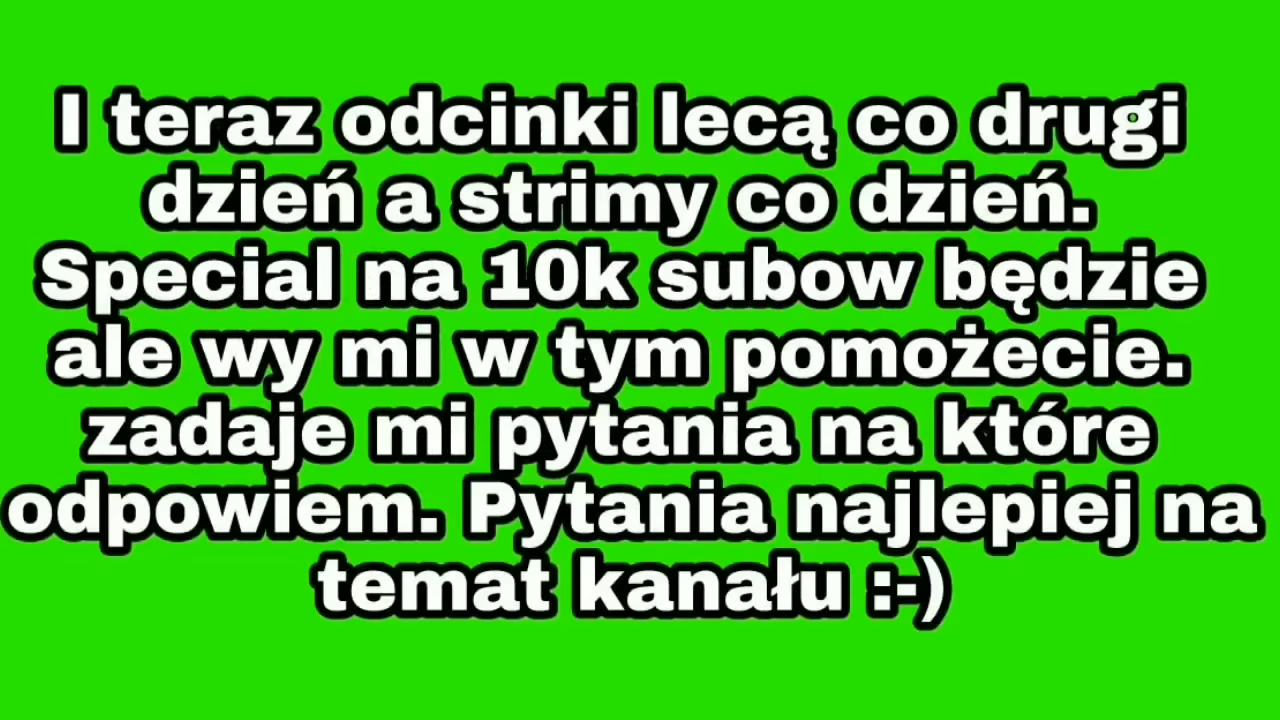 I teraz odcinki lecą co drugi
dzień a strimy co dzień.
Special na 10k subow będzie
ale wy mi w tym pomożecie.
zadaje mi pytania na które
odpowiem. Pytania najlepiej na
temat kanału :-)